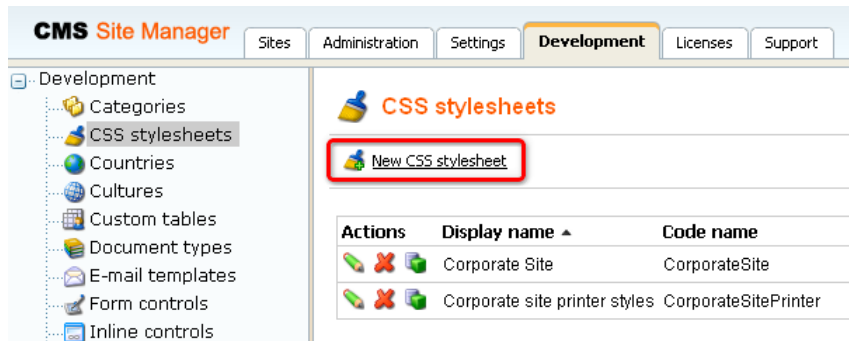 CMS Site Manager
Sites
Administration
Settings
Development
Licenses
Support
Development
Categories
CSS stylesheets
Countries
Cultures
Custom tables
Document types
E-mail templates
Form controls
Inline controls
CSS stylesheets
New CSS stylesheet
Actions Display name Code name
Corporate Site CorporateSite
Corporate site printer styles CorporateSitePrinter